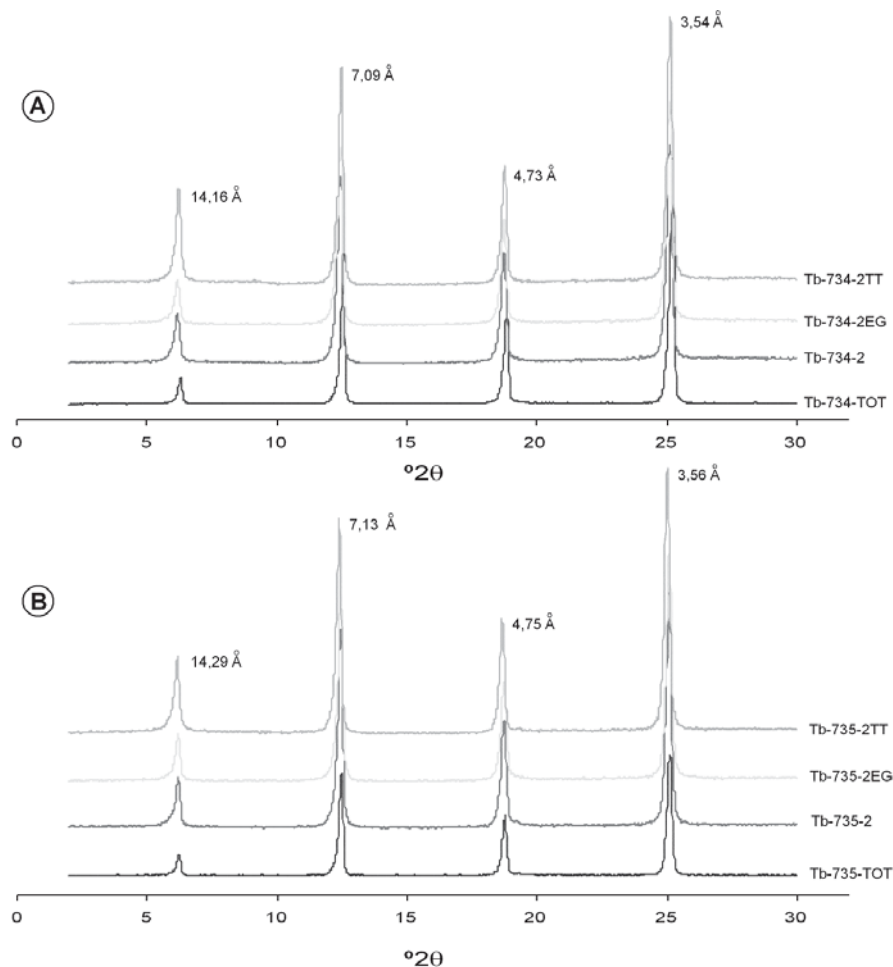 A
3,54 Å
7,09 Å
4,73 Å
14,16 Å
Tb-734-2TT
Tb-734-2EG
Tb-734-2
Tb-734-TOT
0 5 10 15 20 25 30
º2θ
B
3,56 Å
7,13 Å
4,75 Å
14,29 Å
Tb-735-2TT
Tb-735-2EG
Tb-735-2
Tb-735-TOT
0 5 10 15 20 25 30
º2θ